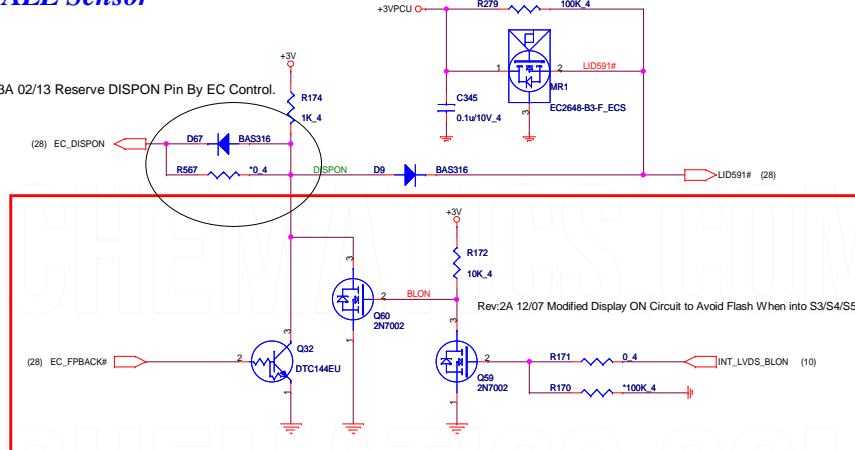 ALL Sensor
+3VPCU
R279
100K_4
+3V
1
2
LID591#
3A 02/13 Reserve DISPON Pin By EC Control.
R174
1K_4
C345
0.1u/10V_4
MR1
EC2648-B3-F_ECS
3
(28) EC_DISPON
D67
BAS316
R567
*0_4
DISPON
D9
BAS316
LID591# (28)
+3V
R172
10K_4
3
2
BLON
Rev:2A 12/07 Modified Display ON Circuit to Avoid Flash When into S3/S4/S5
Q60
2N7002
1
3
(28) EC_FPBACK#
2
3
Q32
DTC144EU
1
2
Q59
2N7002
1
R171
0_4
INT_LVDS_BLON (10)
R170
*100K_4